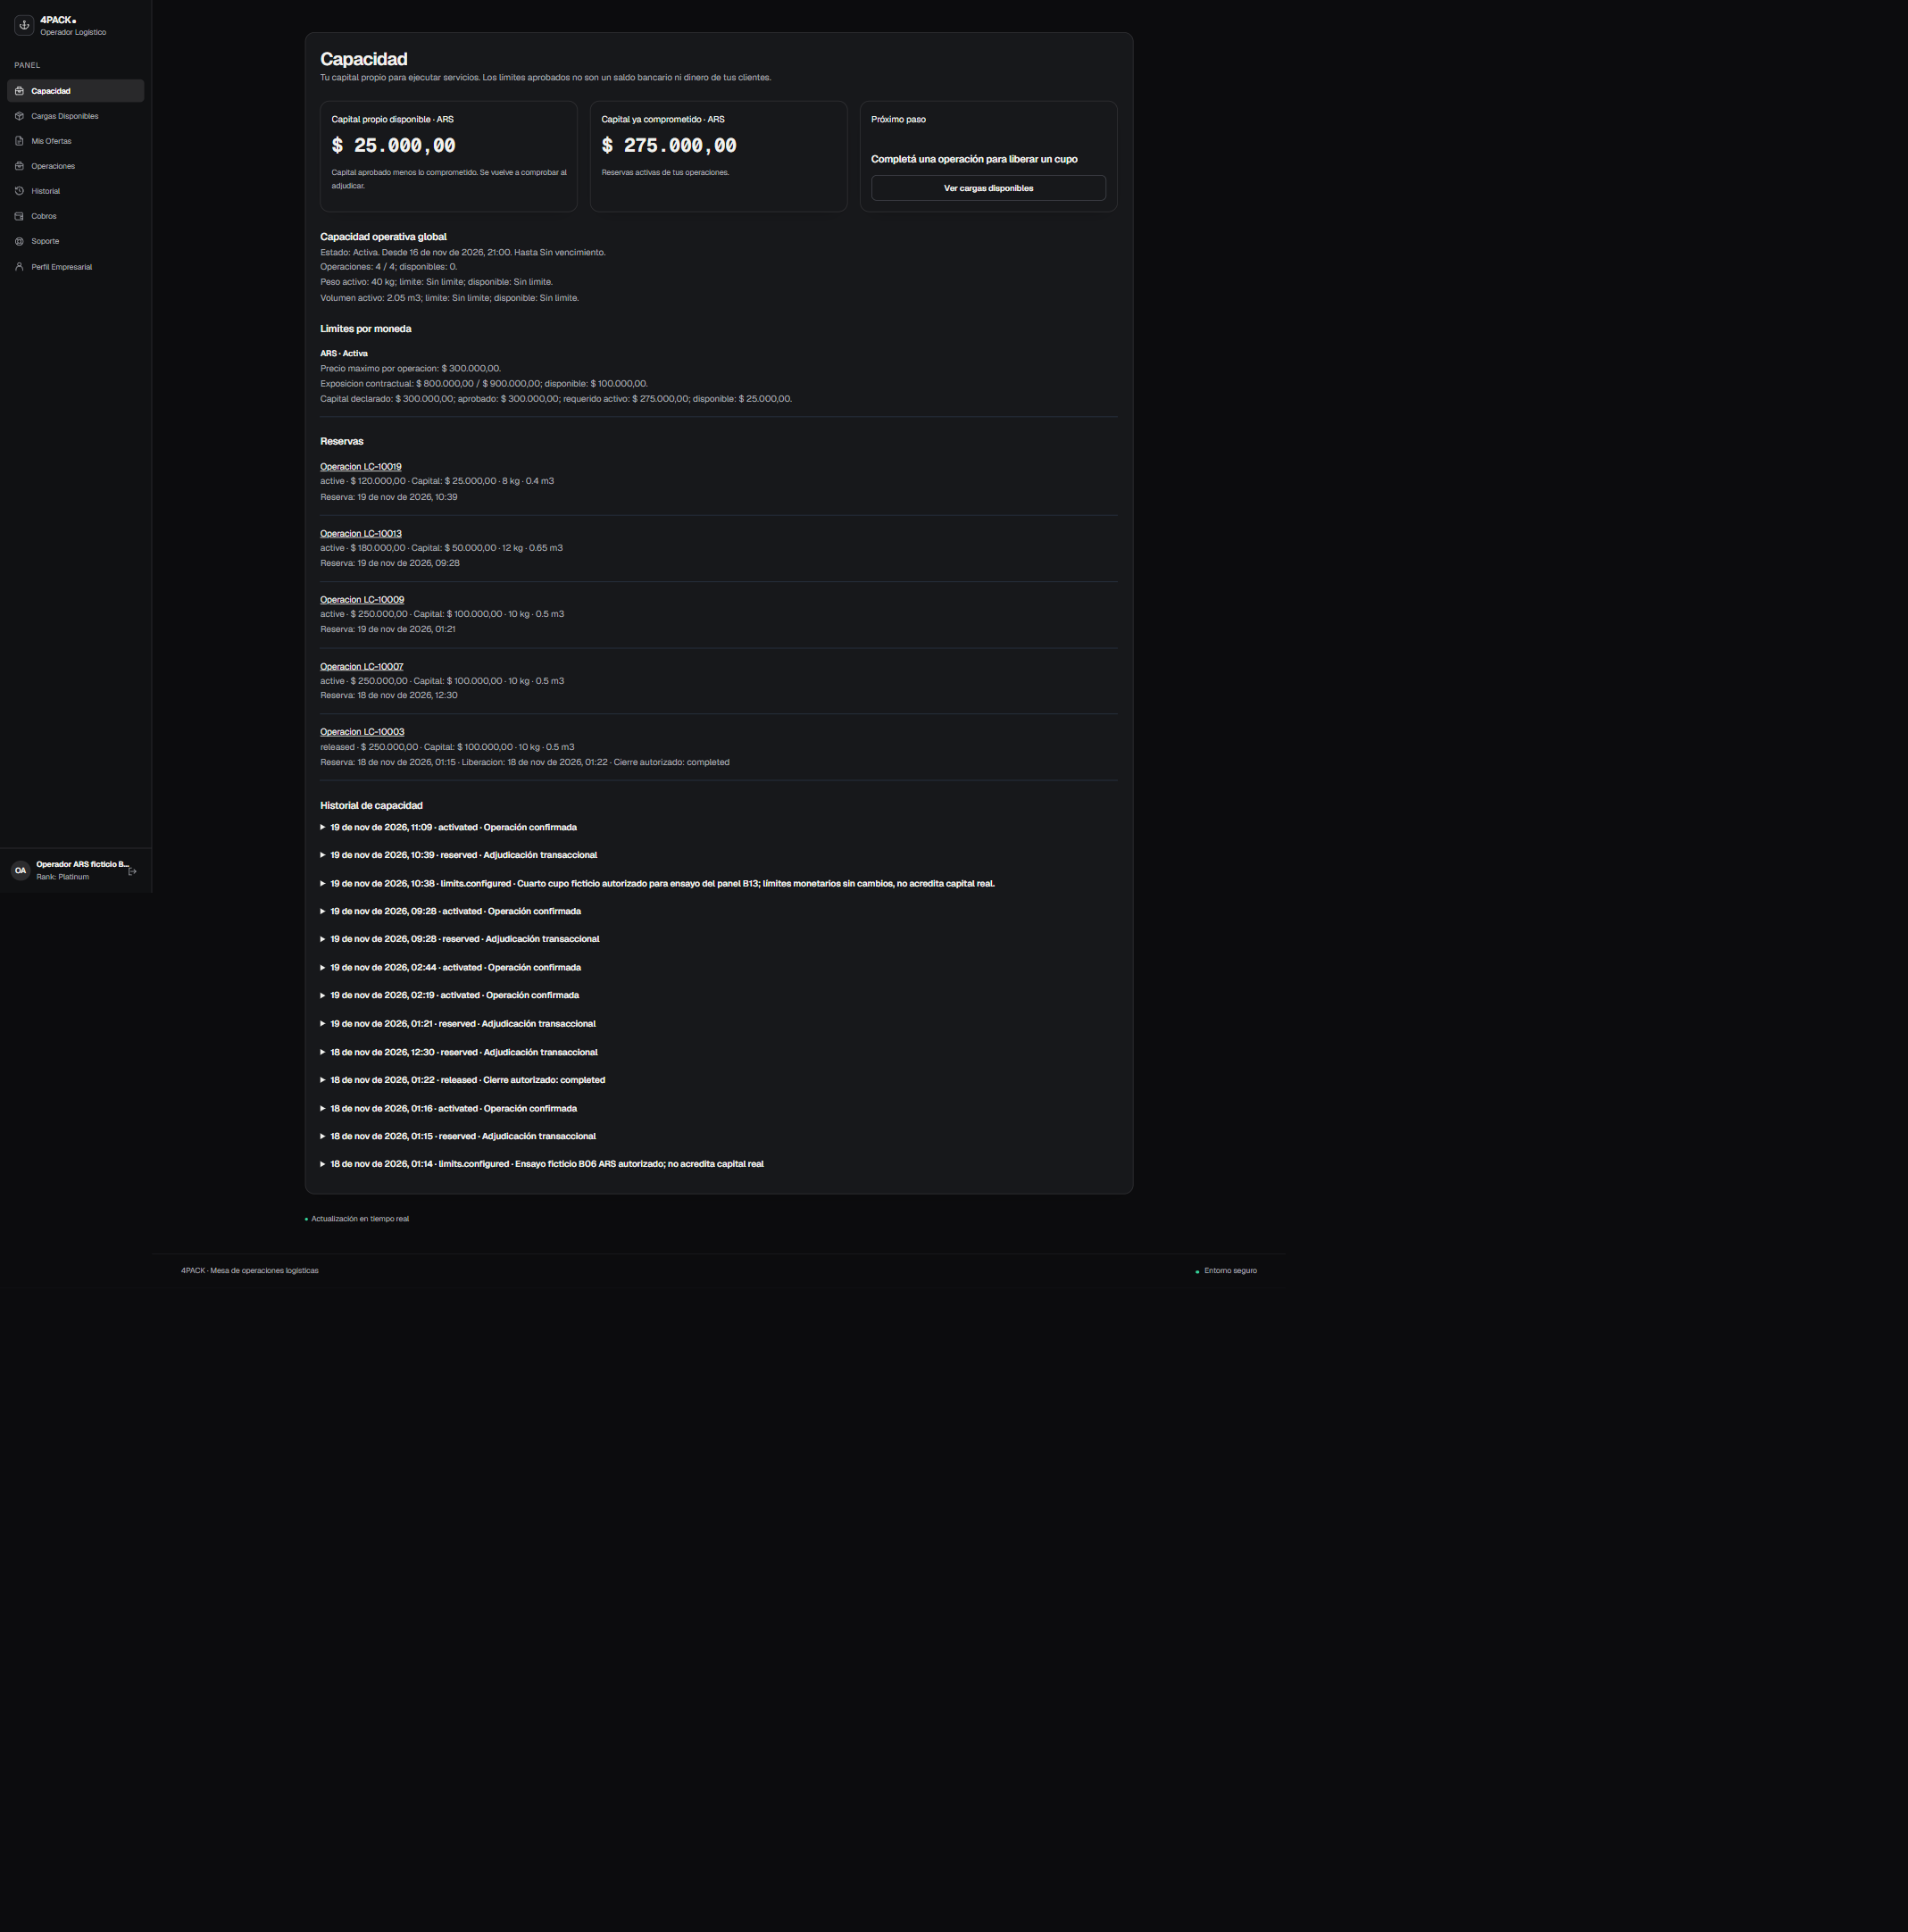 4PACK
Operador Logístico
PANEL
Capacidad
Cargas Disponibles
Mis Ofertas
Operaciones
Historial
Cobros
Soporte
Perfil Empresarial
OA
Operador ARS ficticio B...
Rank: Platinum
Capacidad
Tu capital propio para ejecutar servicios. Los límites aprobados no son un saldo bancario ni dinero de tus clientes.
Capital propio disponible · ARS
$ 25.000,00
Capital aprobado menos lo comprometido. Se vuelve a comprobar al
adjudicar.
Capital ya comprometido · ARS
$ 275.000,00
Reservas activas de tus operaciones.
Próximo paso
Completá una operación para liberar un cupo
Ver cargas disponibles
Capacidad operativa global
Estado: Activa. Desde 16 de nov de 2026, 21:00. Hasta Sin vencimiento.
Operaciones: 4 / 4; disponibles: 0.
Peso activo: 40 kg; limite: Sin limite; disponible: Sin limite.
Volumen activo: 2.05 m3; limite: Sin limite; disponible: Sin limite.
Limites por moneda
ARS · Activa
Precio maximo por operacion: $ 300.000,00.
Exposicion contractual: $ 800.000,00 / $ 900.000,00; disponible: $ 100.000,00.
Capital declarado: $ 300.000,00; aprobado: $ 300.000,00; requerido activo: $ 275.000,00; disponible: $ 25.000,00.
Reservas
Operacion LC-10019
active · $ 120.000,00 · Capital: $ 25.000,00 · 8 kg · 0.4 m3
Reserva: 19 de nov de 2026, 10:39
Operacion LC-10013
active · $ 180.000,00 · Capital: $ 50.000,00 · 12 kg · 0.65 m3
Reserva: 19 de nov de 2026, 09:28
Operacion LC-10009
active · $ 250.000,00 · Capital: $ 100.000,00 · 10 kg · 0.5 m3
Reserva: 19 de nov de 2026, 01:21
Operacion LC-10007
active · $ 250.000,00 · Capital: $ 100.000,00 · 10 kg · 0.5 m3
Reserva: 18 de nov de 2026, 12:30
Operacion LC-10003
released · $ 250.000,00 · Capital: $ 100.000,00 · 10 kg · 0.5 m3
Reserva: 18 de nov de 2026, 01:15 · Liberacion: 18 de nov de 2026, 01:22 · Cierre autorizado: completed
Historial de capacidad
19 de nov de 2026, 11:09 · activated · Operación confirmada
19 de nov de 2026, 10:39 · reserved · Adjudicación transaccional
19 de nov de 2026, 10:38 · limits.configured · Cuarto cupo ficticio autorizado para ensayo del panel B13; límites monetarios sin cambios, no acredita capital real.
19 de nov de 2026, 09:28 · activated · Operación confirmada
19 de nov de 2026, 09:28 · reserved · Adjudicación transaccional
19 de nov de 2026, 02:44 · activated · Operación confirmada
19 de nov de 2026, 02:19 · activated · Operación confirmada
19 de nov de 2026, 01:21 · reserved · Adjudicación transaccional
18 de nov de 2026, 12:30 · reserved · Adjudicación transaccional
18 de nov de 2026, 01:22 · released · Cierre autorizado: completed
18 de nov de 2026, 01:16 · activated · Operación confirmada
18 de nov de 2026, 01:15 · reserved · Adjudicación transaccional
18 de nov de 2026, 01:14 · limits.configured · Ensayo ficticio B06 ARS autorizado; no acredita capital real
Actualización en tiempo real
4PACK · Mesa de operaciones logísticas
Entorno seguro